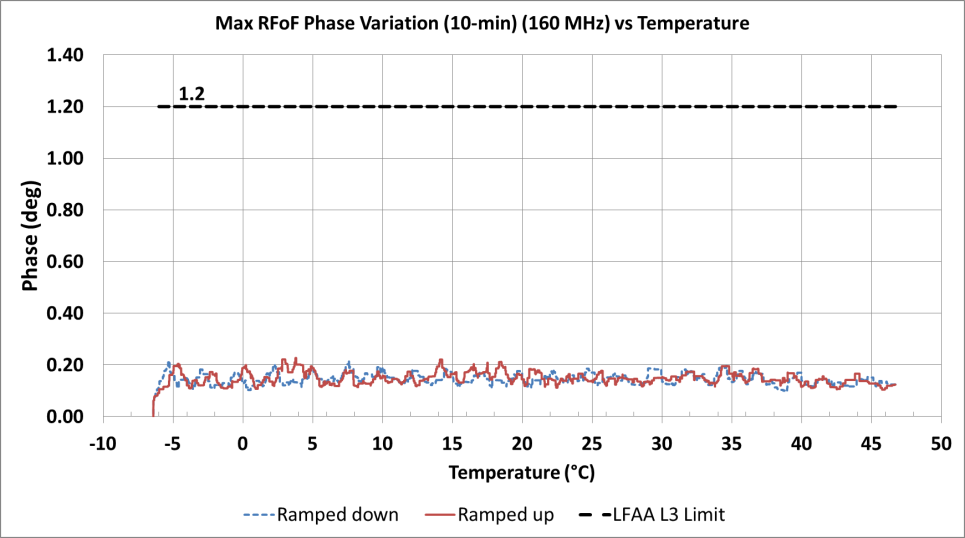 Max RFoF Phase Variation (10-min) (160 MHz) vs Temperature
1.40
1.2
1.20
1.00
0.80
0.60
0.40
0.20
0.00
Phase (deg)
-10 -5 0 5 10 15 20 25 30 35 40 45 50
Temperature (°C)
Ramped down Ramped up LFAA L3 Limit